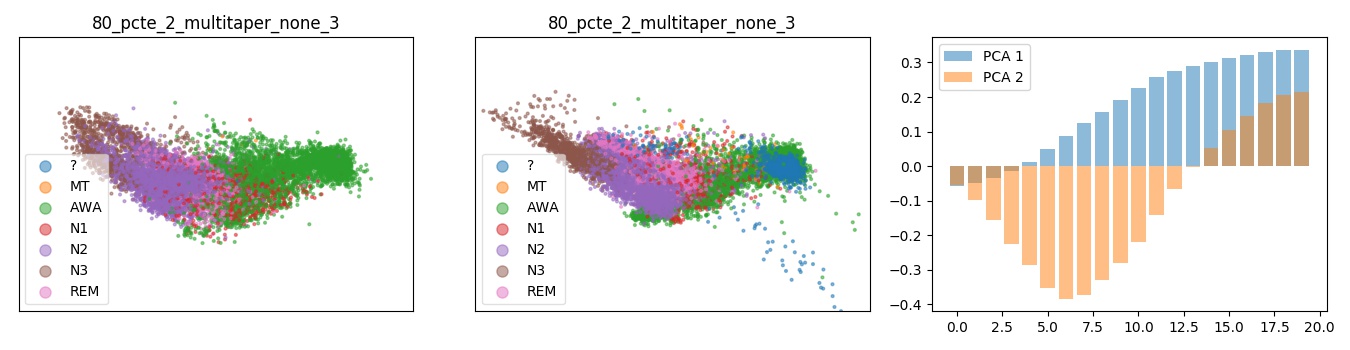 80_pcte_2_multitaper_none_3
?
MT
AWA
N1
N2
N3
REM
80_pcte_2_multitaper_none_3
?
MT
AWA
N1
N2
N3
REM
PCA 1
PCA 2
0.3
0.2
0.1
0.0
−0.1
−0.2
−0.3
−0.4
0.0 2.5 5.0 7.5 10.0 12.5 15.0 17.5 20.0